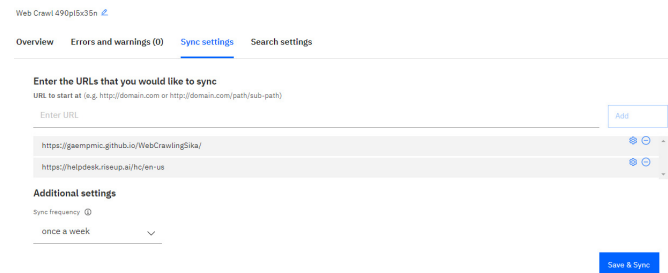 Web Crawl 490pl5x35n
Overview Errors and warnings (0) Sync settings Search settings
Enter the URLs that you would like to sync
URL to start at (e.g. http://domain.com or http://domain.com/path/sub-path)
Enter URL Add
https://gaempmic.github.io/WebCrawlingSika/
https://helpdesk.riseup.ai/hc/en-us
Additional settings
Sync frequency
once a week
Save & Sync